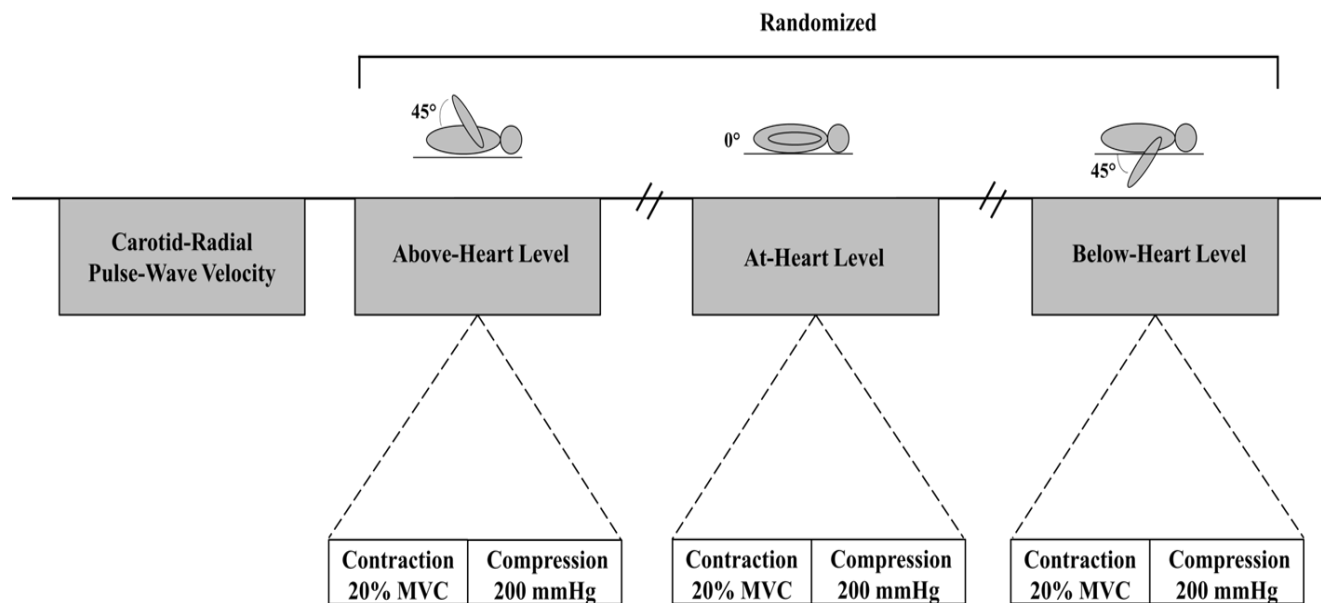 Randomized
45°
0°
45°
Carotid-Radial
Pulse-Wave Velocity
Above-Heart Level
At-Heart Level
Below-Heart Level
Contraction
20% MVC
Compression
200 mmHg
Contraction
20% MVC
Compression
200 mmHg
Contraction
20% MVC
Compression
200 mmHg